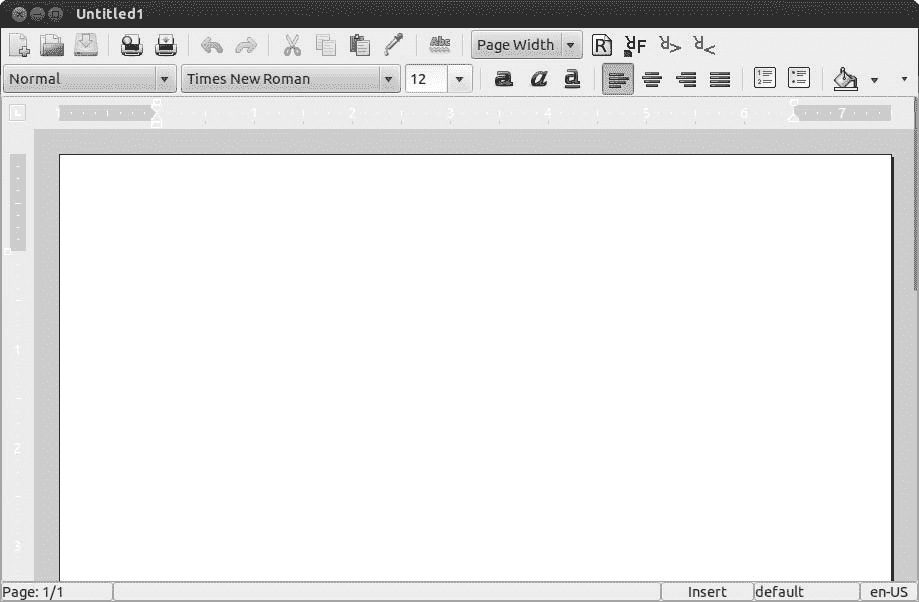 Untitled1
Abc
Page Width
Normal
Times New Roman
12
a a a
1 2 3 4 5 6 7
1
2
3
Page: 1/1
Insert
default
en-US